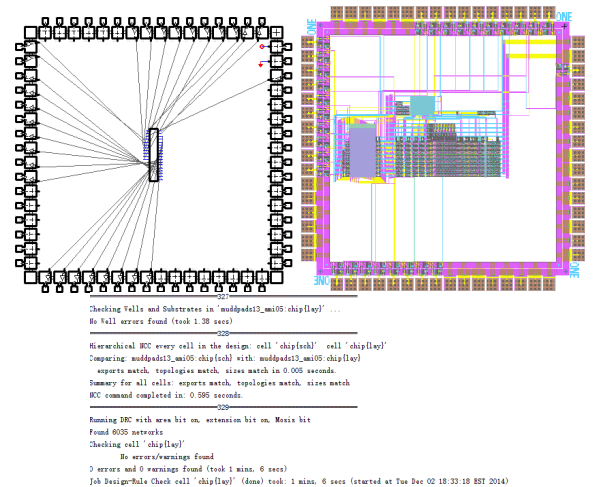 ONE
ONE
ONE
ONE
327
Checking Wells and Substrates in 'muddpads13_ami05:chip{lay}' ...
No Well errors found (took 1.38 secs)
328
Hierarchical NCC every cell in the design: cell 'chip{sch}'  cell 'chip{lay}'
Comparing: muddpads13_ami05:chip{sch} with: muddpads13_ami05:chip{lay}
exports match, topologies match, sizes match in 0.005 seconds.
Summary for all cells: exports match, topologies match, sizes match
NCC command completed in: 0.595 seconds.
329
Running DRC with area bit on, extension bit on, Mosis bit
Found 6035 networks
Checking cell 'chip{lay}'
No errors/warnings found
0 errors and 0 warnings found (took 1 mins, 6 secs)
Job Design-Rule Check cell 'chip{lay}' (done) took: 1 mins, 6 secs (started at Tue Dec 02 18:33:18 EST 2014)